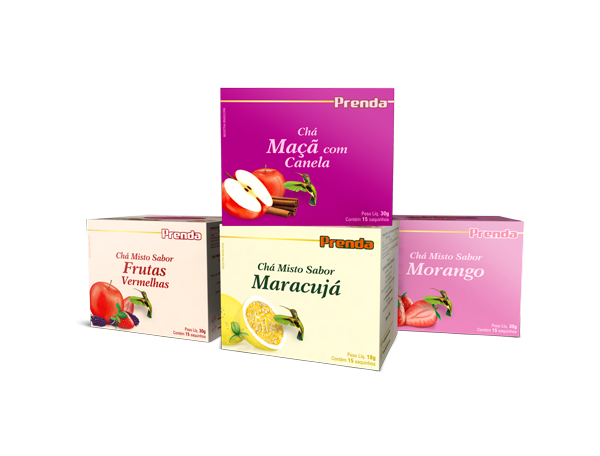 Prenda
Chá
Maçã com
Canela
Peso Líq. 30g
Contém 15 saquinhos
Prenda
Chá Misto Sabor
Frutas
Vermelhas
Peso Líq. 30g
Contém 15 saquinhos
Prenda
Chá Misto Sabor
Maracujá
Peso Líq. 18g
Contém 15 saquinhos
Prenda
Chá Misto Sabor
Morango
Peso Líq. 30g
Contém 15 saquinhos